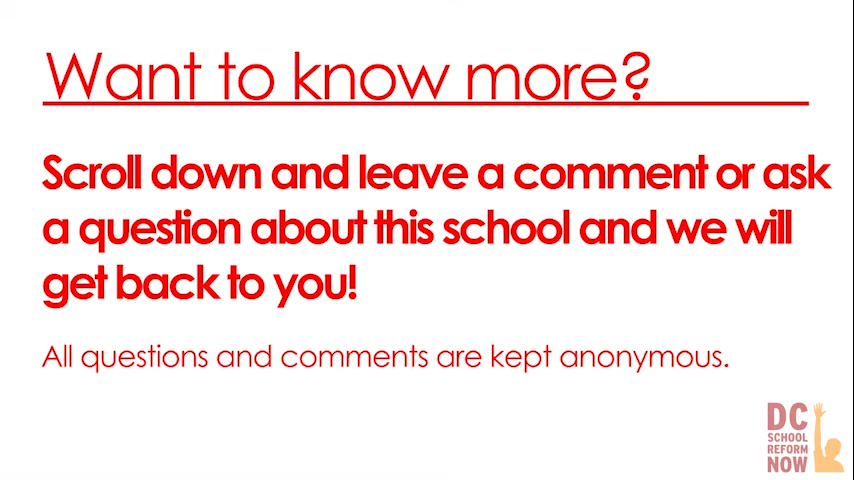 Want to know more?
Scroll down and leave a comment or ask
a question about this school and we will
get back to you!
All questions and comments are kept anonymous.
DC
SCHOOL
REFORM
NOW